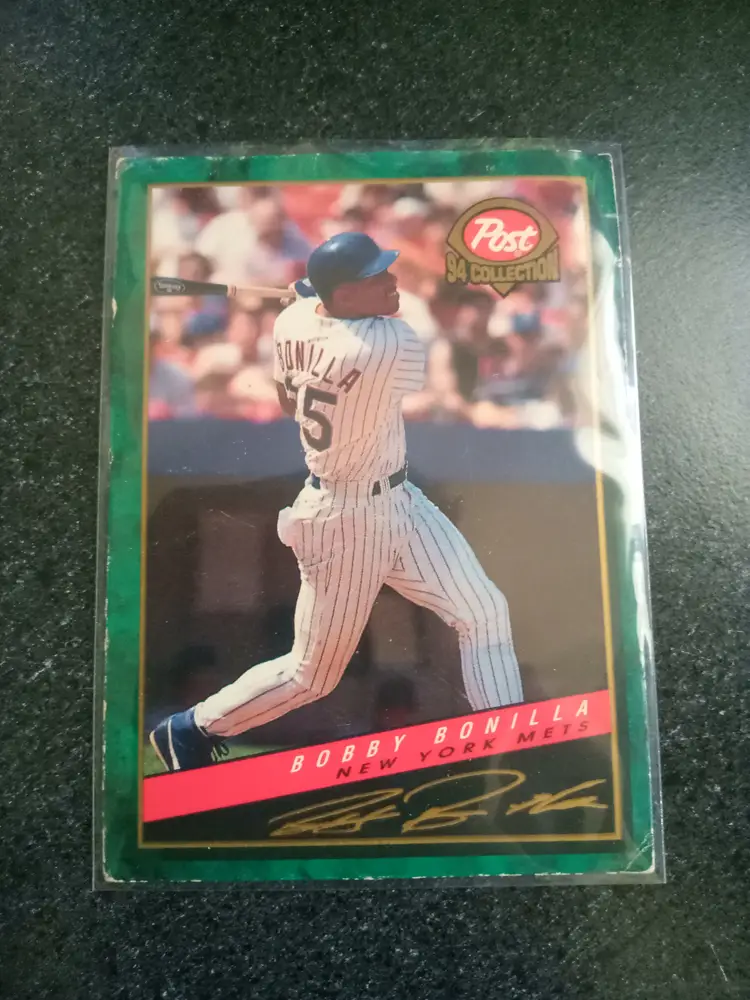 Post
94 COLLECTION
BONILLA
25
BOBBY BONILLA
NEW YORK METS